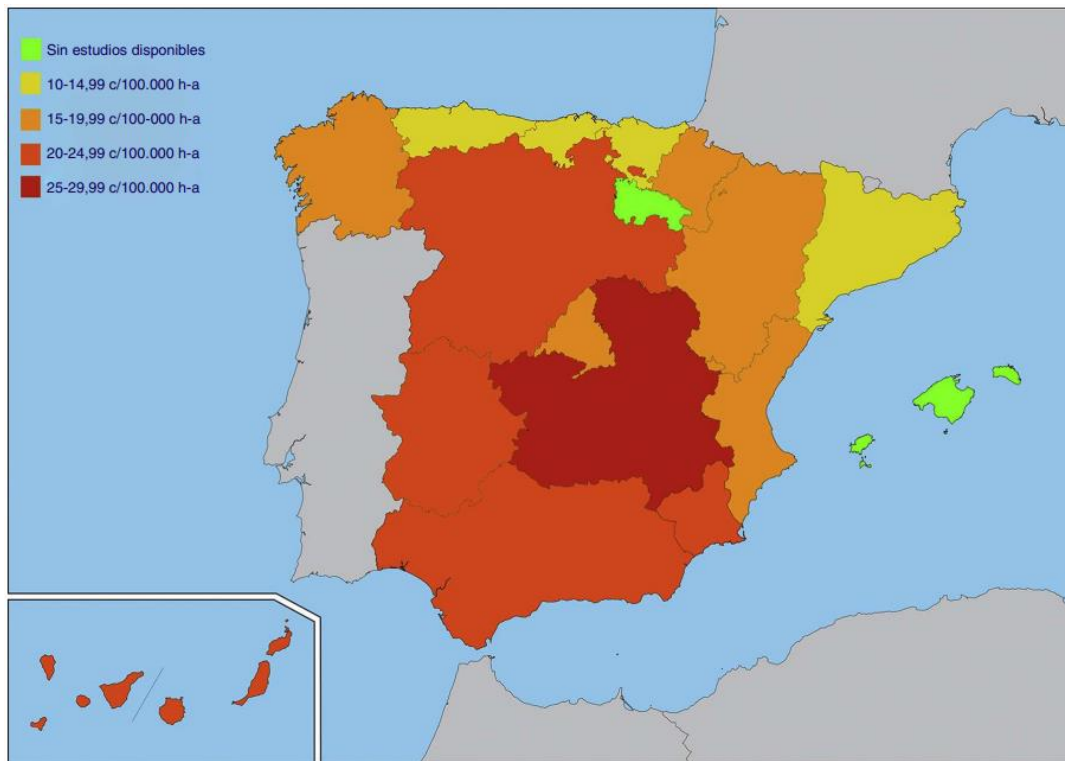 Sin estudios disponibles
10-14,99 c/100.000 h-a
15-19,99 c/100-000 h-a
20-24,99 c/100.000 h-a
25-29,99 c/100.000 h-a